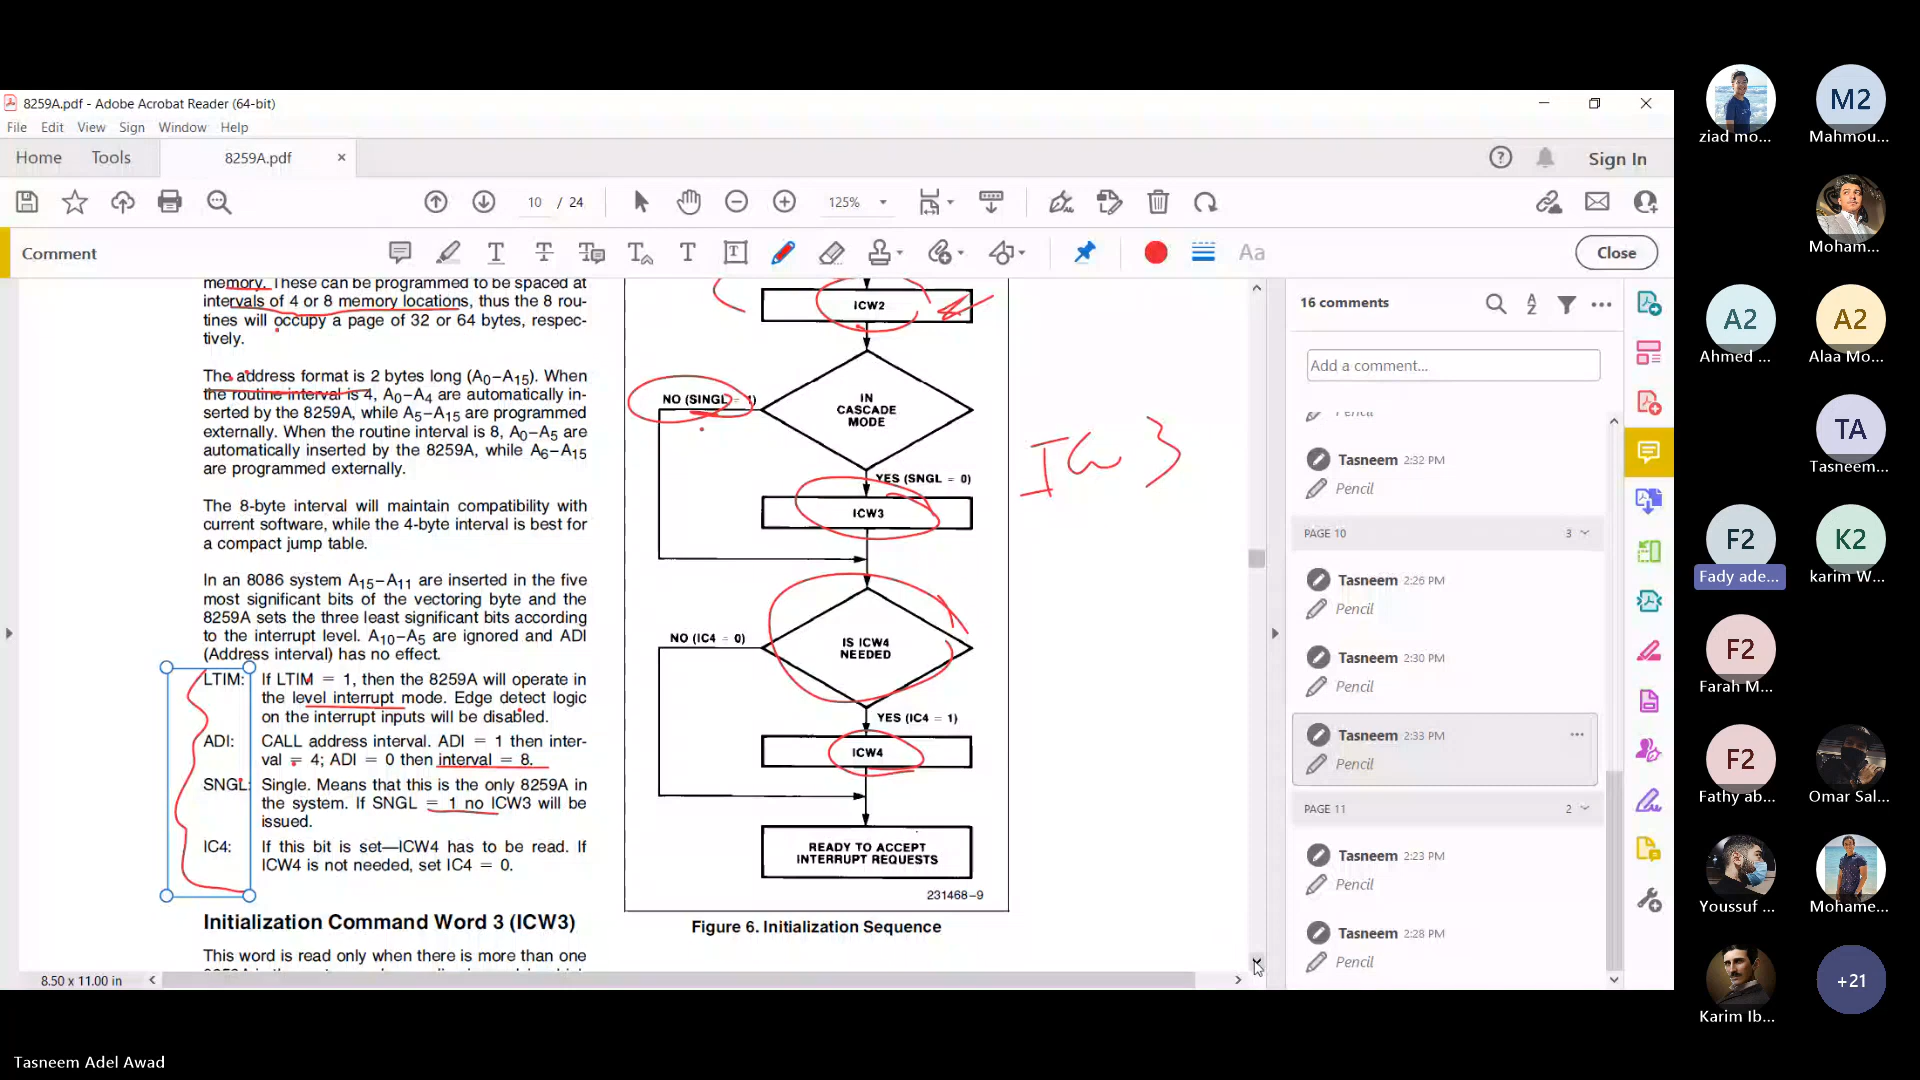 8259A.pdf - Adobe Acrobat Reader (64-bit)
File Edit View Sign Window Help
Home Tools 8259A.pdf Sign In
10 / 24 125%
Comment Aa Close
memory. These can be programmed to be spaced at
intervals of 4 or 8 memory locations, thus the 8 rou-
tines will occupy a page of 32 or 64 bytes, respec-
tively.
The address format is 2 bytes long (A0–A15). When
the routine interval is 4, A0–A4 are automatically in-
serted by the 8259A, while A5–A15 are programmed
externally. When the routine interval is 8, A0–A5 are
automatically inserted by the 8259A, while A6–A15
are programmed externally.
The 8-byte interval will maintain compatibility with
current software, while the 4-byte interval is best for
a compact jump table.
In an 8086 system A15–A11 are inserted in the five
most significant bits of the vectoring byte and the
8259A sets the three least significant bits according
to the interrupt level. A10–A5 are ignored and ADI
(Address interval) has no effect.
LTIM: If LTIM = 1, then the 8259A will operate in
the level interrupt mode. Edge detect logic
on the interrupt inputs will be disabled.
ADI: CALL address interval. ADI = 1 then inter-
val = 4; ADI = 0 then interval = 8.
SNGL: Single. Means that this is the only 8259A in
the system. If SNGL = 1 no ICW3 will be
issued.
IC4: If this bit is set—ICW4 has to be read. If
ICW4 is not needed, set IC4 = 0.
Initialization Command Word 3 (ICW3)
This word is read only when there is more than one
ICW2
NO (SINGL = 1)
IN
CASCADE
MODE
YES (SNGL = 0)
ICW3
NO (IC4 = 0)
IS ICW4
NEEDED
YES (IC4 = 1)
ICW4
READY TO ACCEPT
INTERRUPT REQUESTS
231468–9
Figure 6. Initialization Sequence
8.50 x 11.00 in
16 comments
Add a comment...
Pencil
Tasneem 2:32 PM
Pencil
PAGE 10 3
Tasneem 2:26 PM
Pencil
Tasneem 2:30 PM
Pencil
Tasneem 2:33 PM
Pencil
PAGE 11 2
Tasneem 2:23 PM
Pencil
Tasneem 2:28 PM
Pencil
ziad mo...
M2
Mahmou...
Moham...
A2
Ahmed ...
A2
Alaa Mo...
TA
Tasneem...
F2
Fady ade...
K2
karim W...
F2
Farah M...
F2
Fathy ab...
Omar Sal...
Youssuf ...
Mohame...
Karim Ib...
+21
Tasneem Adel Awad